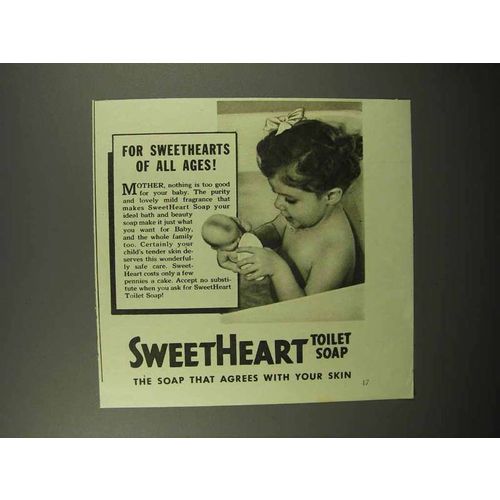 FOR SWEETHEARTS
OF ALL AGES!
MOTHER, nothing is too good
for your baby. The purity
and lovely mild fragrance that
makes SweetHeart Soap your
ideal bath and beauty
soap make it just what
you want for Baby,
and the whole family
too. Certainly your
child's tender skin de-
serves this wonderful-
ly safe care. Sweet-
Heart costs only a few
pennies a cake. Accept no substi-
tute when you ask for SweetHeart
Toilet Soap!
SWEETHEART TOILET
SOAP
THE SOAP THAT AGREES WITH YOUR SKIN
17